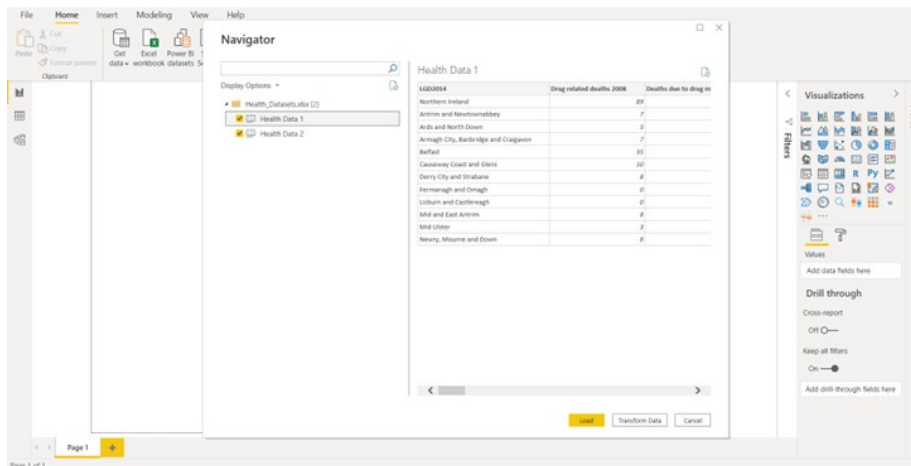 File Home Insert Modeling View Help
Paste
Cut
Copy
Format painter
Clipboard
Get data
Excel workbook
Power BI datasets
Navigator
Display Options
Health_Datasets.xlsx [2]
Health Data 1
Health Data 2
Health Data 1
LGD2014 Drug related deaths 2008 Deaths due to drug m
Northern Ireland 89
Antrim and Newtownabbey 7
Ards and North Down 5
Armagh City, Banbridge and Craigavon 7
Belfast 35
Causeway Coast and Glens 10
Derry City and Strabane 8
Fermanagh and Omagh 0
Lisburn and Castlereagh 0
Mid and East Antrim 8
Mid Ulster 3
Newry, Mourne and Down 6
Load Transform Data Cancel
Filters
Visualizations
R Py
Values
Add data fields here
Drill through
Cross-report
Off
Keep all filters
On
Add drill-through fields here
Page 1
Page 1 of 1